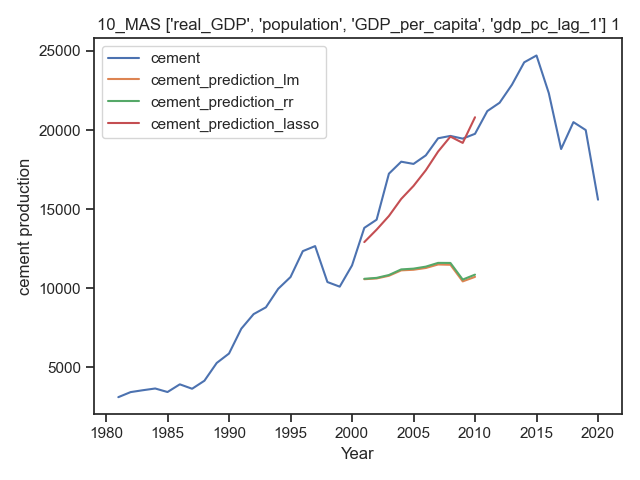 10_MAS ['real_GDP', 'population', 'GDP_per_capita', 'gdp_pc_lag_1'] 1
cement
cement_prediction_lm
cement_prediction_rr
cement_prediction_lasso
cement production
25000
20000
15000
10000
5000
1980 1985 1990 1995 2000 2005 2010 2015 2020
Year